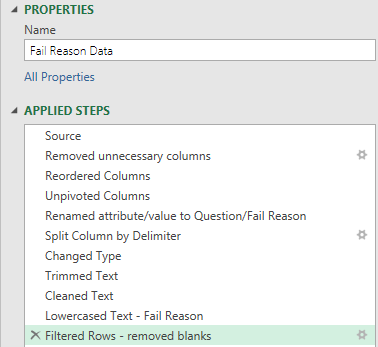 PROPERTIES
Name
Fail Reason Data
All Properties
APPLIED STEPS
Source
Removed unnecessary columns
Reordered Columns
Unpivoted Columns
Renamed attribute/value to Question/Fail Reason
Split Column by Delimiter
Changed Type
Trimmed Text
Cleaned Text
Lowercased Text - Fail Reason
Filtered Rows - removed blanks